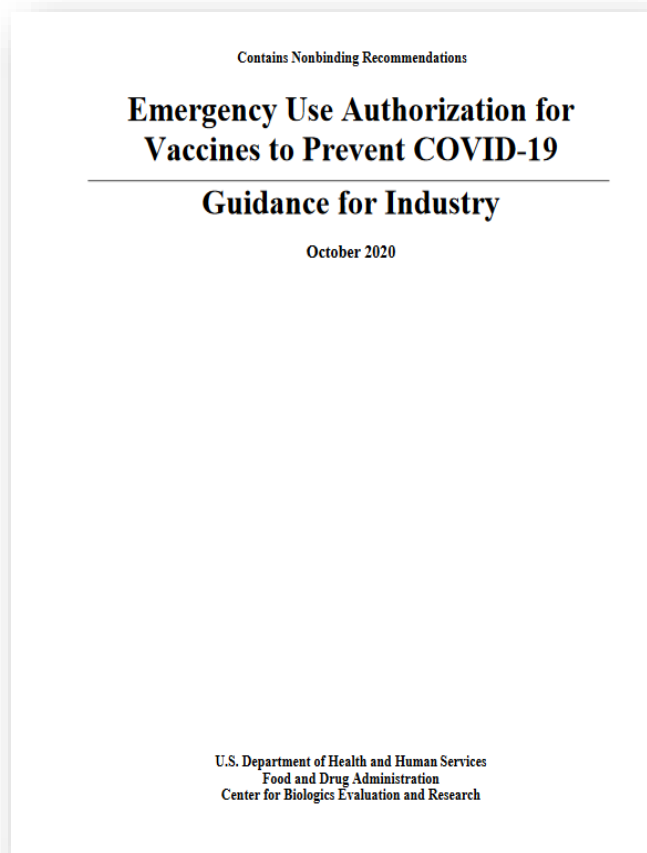 Contains Nonbinding Recommendations
Emergency Use Authorization for
Vaccines to Prevent COVID-19
Guidance for Industry
October 2020
U.S. Department of Health and Human Services
Food and Drug Administration
Center for Biologics Evaluation and Research